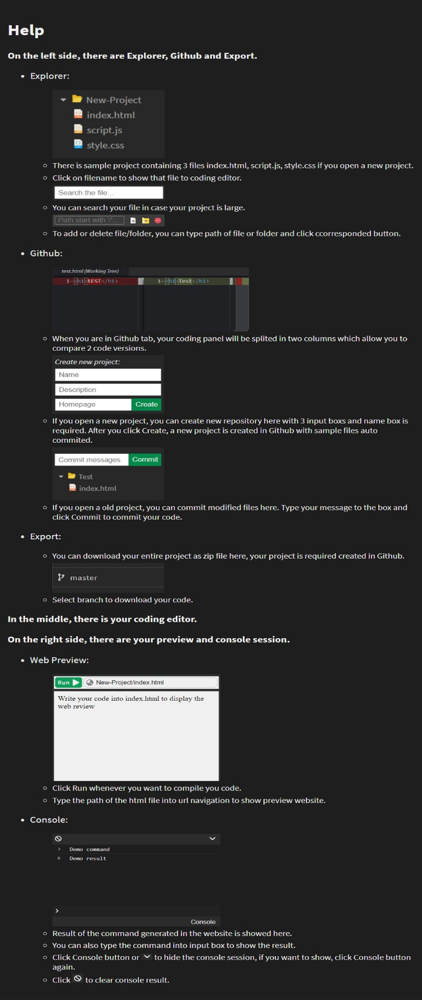 Help
On the left side, there are Explorer, Github and Export.
Explorer:
New-Project
index.html
script.js
style.css
There is sample project containing 3 files index.html, script.js, style.css if you open a new project.
Click on filename to show that file to coding editor.
Search the file...
You can search your file in case your project is large.
Path start with '/'...
To add or delete file/folder, you can type path of file or folder and click ccorresponded button.
Github:
test.html (Working Tree)
1-<h1>tEST</h1> 1+<h1>Test</h1>
When you are in Github tab, your coding panel will be splited in two columns which allow you to
compare 2 code versions.
Create new project:
Name
Description
Homepage Create
If you open a new project, you can create new repository here with 3 input boxs and name box is
required. After you click Create, a new project is created in Github with sample files auto
commited.
Commit messages Commit
Test
index.html
If you open a old project, you can commit modified files here. Type your message to the box and
click Commit to commit your code.
Export:
You can download your entire project as zip file here, your project is required created in Github.
master
Select branch to download your code.
In the middle, there is your coding editor.
On the right side, there are your preview and console session.
Web Preview:
Run New-Project/index.html
Write your code into index.html to display the
web review
Click Run whenever you want to compile you code.
Type the path of the html file into url navigation to show preview website.
Console:
Demo command
Demo result
>
Console
Result of the command generated in the website is showed here.
You can also type the command into input box to show the result.
Click Console button or to hide the console session, if you want to show, click Console button
again.
Click to clear console result.